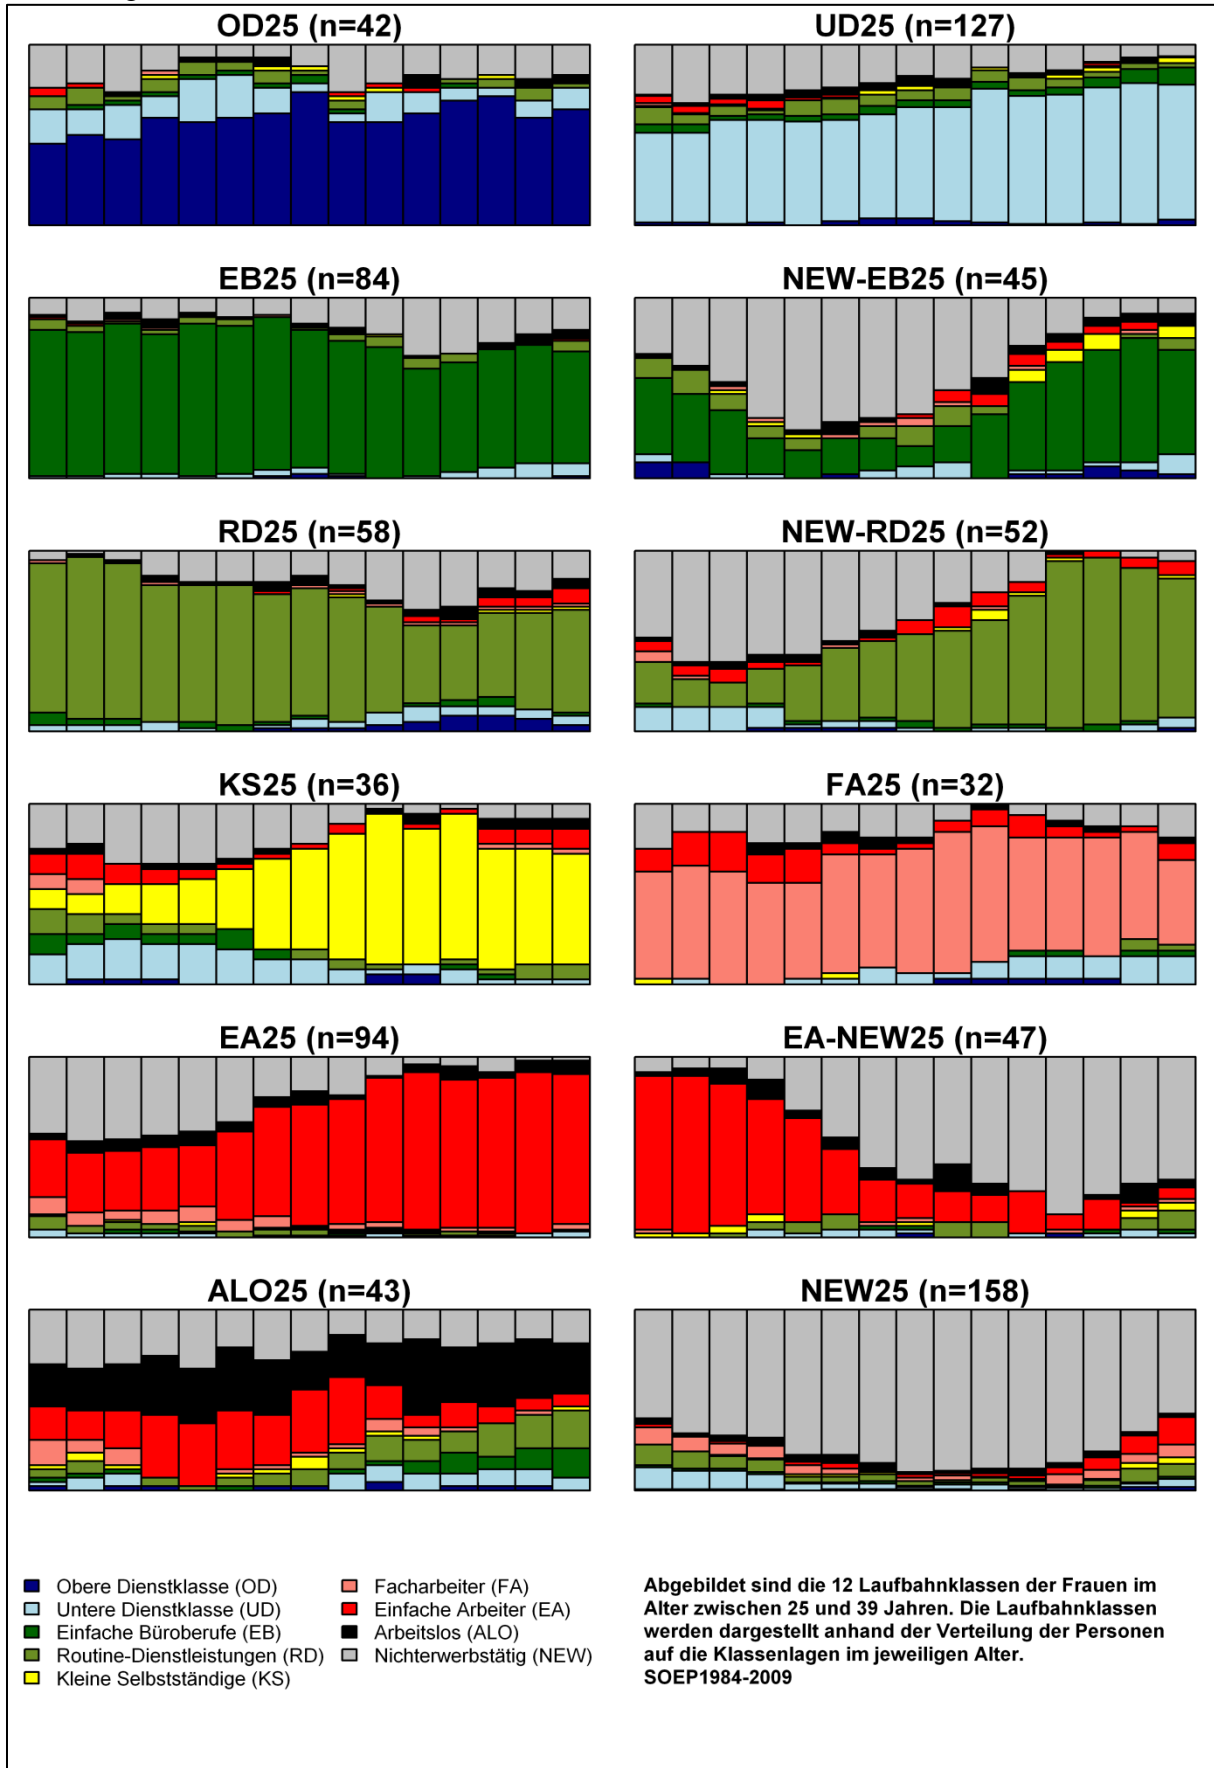 OD25 (n=42)
UD25 (n=127)
EB25 (n=84)
NEW-EB25 (n=45)
RD25 (n=58)
NEW-RD25 (n=52)
KS25 (n=36)
FA25 (n=32)
EA25 (n=94)
EA-NEW25 (n=47)
ALO25 (n=43)
NEW25 (n=158)
Obere Dienstklasse (OD)
Untere Dienstklasse (UD)
Einfache Büroberufe (EB)
Routine-Dienstleistungen (RD)
Kleine Selbstständige (KS)
Facharbeiter (FA)
Einfache Arbeiter (EA)
Arbeitslos (ALO)
Nichterwerbstätig (NEW)
Abgebildet sind die 12 Laufbahnklassen der Frauen im
Alter zwischen 25 und 39 Jahren. Die Laufbahnklassen
werden dargestellt anhand der Verteilung der Personen
auf die Klassenlagen im jeweiligen Alter.
SOEP1984-2009